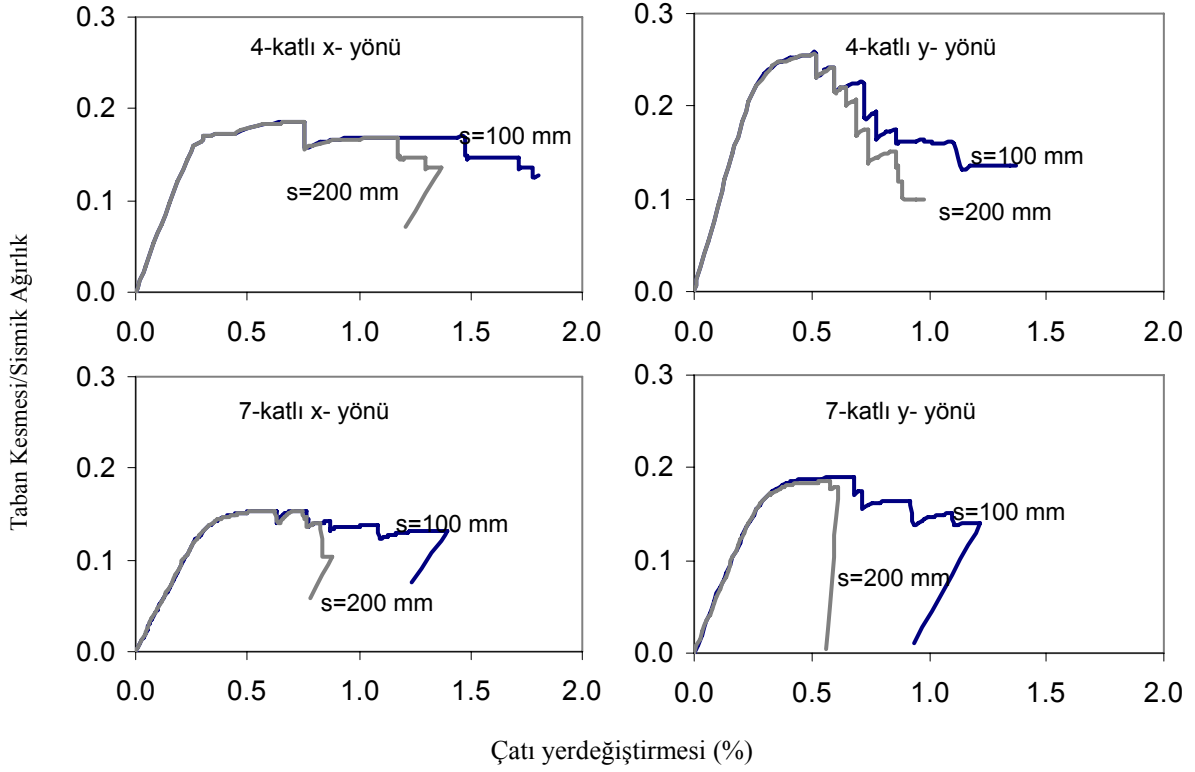 0.3
4-katlı x- yönü
0.2
s=100 mm
s=200 mm
0.1
0.0
0.0 0.5 1.0 1.5 2.0
0.3
4-katlı y- yönü
0.2
s=100 mm
s=200 mm
0.1
0.0
0.0 0.5 1.0 1.5 2.0
Taban Kesmesi/Sismik Ağırlık
0.3
7-katlı x- yönü
0.2
s=100 mm
0.1
s=200 mm
0.0
0.0 0.5 1.0 1.5 2.0
0.3
7-katlı y- yönü
0.2
s=100 mm
0.1
s=200 mm
0.0
0.0 0.5 1.0 1.5 2.0
Çatı yerdeğiştirmesi (%)